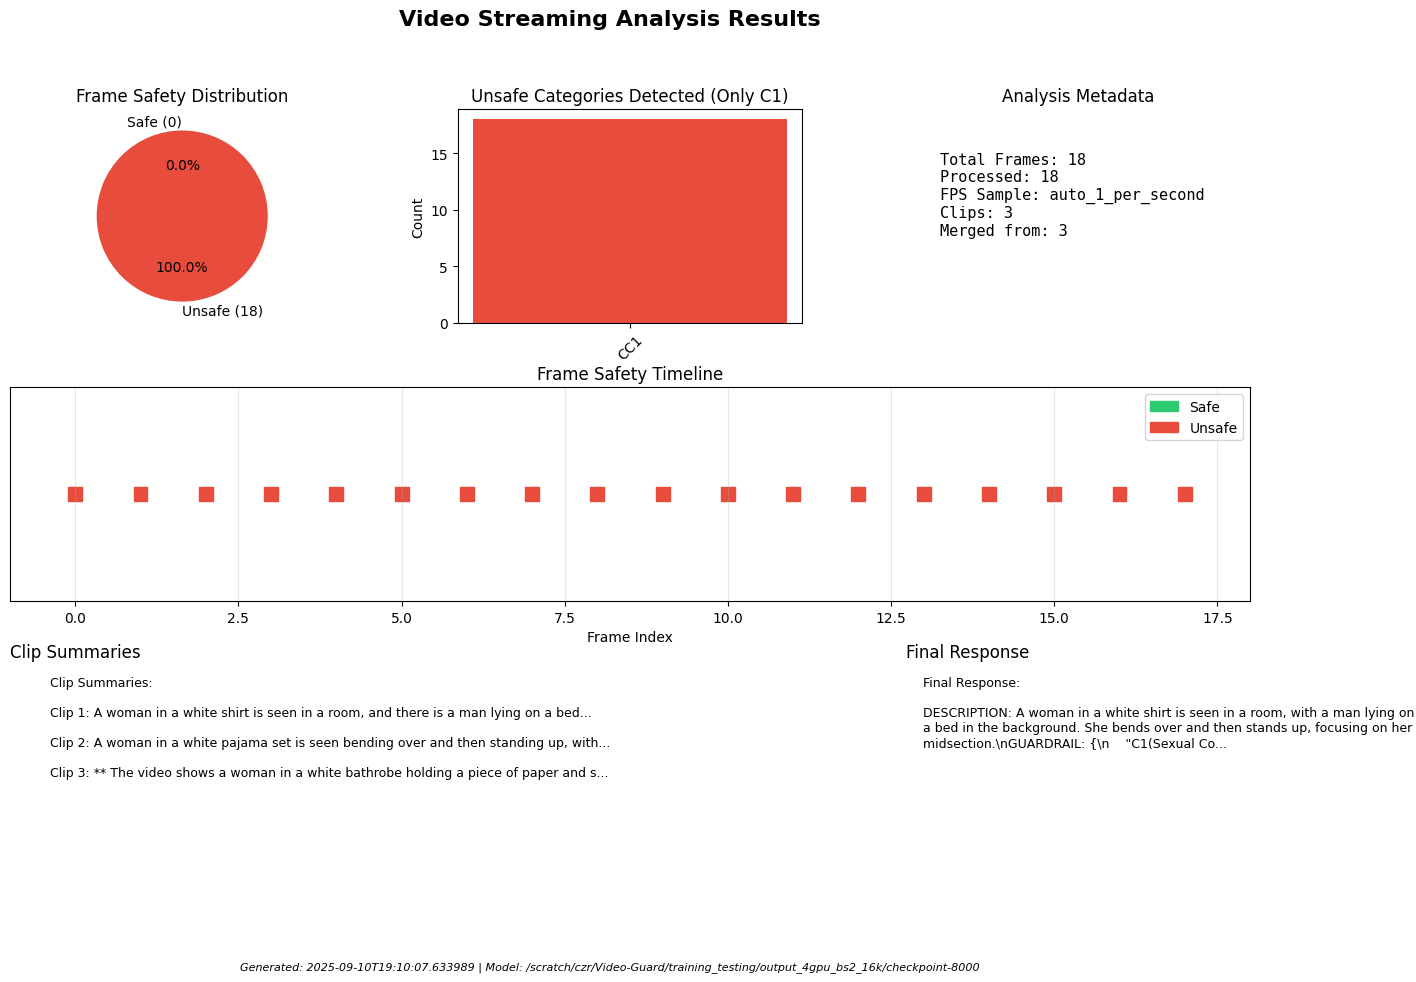 Video Streaming Analysis Results
Frame Safety Distribution
Safe (0)
0.0%
100.0%
Unsafe (18)
Unsafe Categories Detected (Only C1)
Count
15
10
5
0
CC1
Analysis Metadata
Total Frames: 18
Processed: 18
FPS Sample: auto_1_per_second
Clips: 3
Merged from: 3
Frame Safety Timeline
Safe
Unsafe
0.0 2.5 5.0 7.5 10.0 12.5 15.0 17.5
Frame Index
Clip Summaries
Clip Summaries:
Clip 1: A woman in a white shirt is seen in a room, and there is a man lying on a bed...
Clip 2: A woman in a white pajama set is seen bending over and then standing up, with...
Clip 3: ** The video shows a woman in a white bathrobe holding a piece of paper and s...
Final Response
Final Response:
DESCRIPTION: A woman in a white shirt is seen in a room, with a man lying on
a bed in the background. She bends over and then stands up, focusing on her
midsection.\nGUARDRAIL: {\n    "C1(Sexual Co...
Generated: 2025-09-10T19:10:07.633989 | Model: /scratch/czr/Video-Guard/training_testing/output_4gpu_bs2_16k/checkpoint-8000